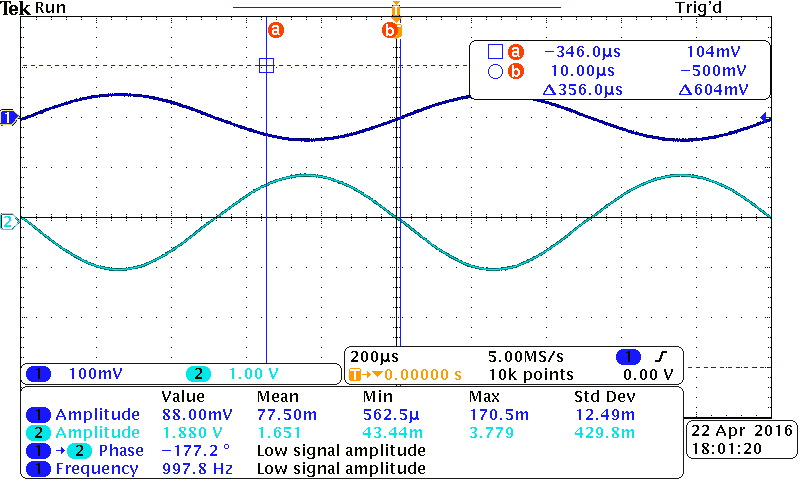 Tek Run Trig'd
T
a b
a −346.0µs 104mV
b 10.00µs −500mV
Δ356.0µs Δ604mV
1
2
1 100mV 2 1.00 V
200µs 5.00MS/s 1
T 0.00000 s 10k points 0.00 V
Value Mean Min Max Std Dev
1 Amplitude 88.00mV 77.50m 562.5µ 170.5m 12.49m
2 Amplitude 1.880 V 1.651 43.44m 3.779 429.8m
1 → 2 Phase −177.2 ° Low signal amplitude
1 Frequency 997.8 Hz Low signal amplitude
22 Apr 2016
18:01:20